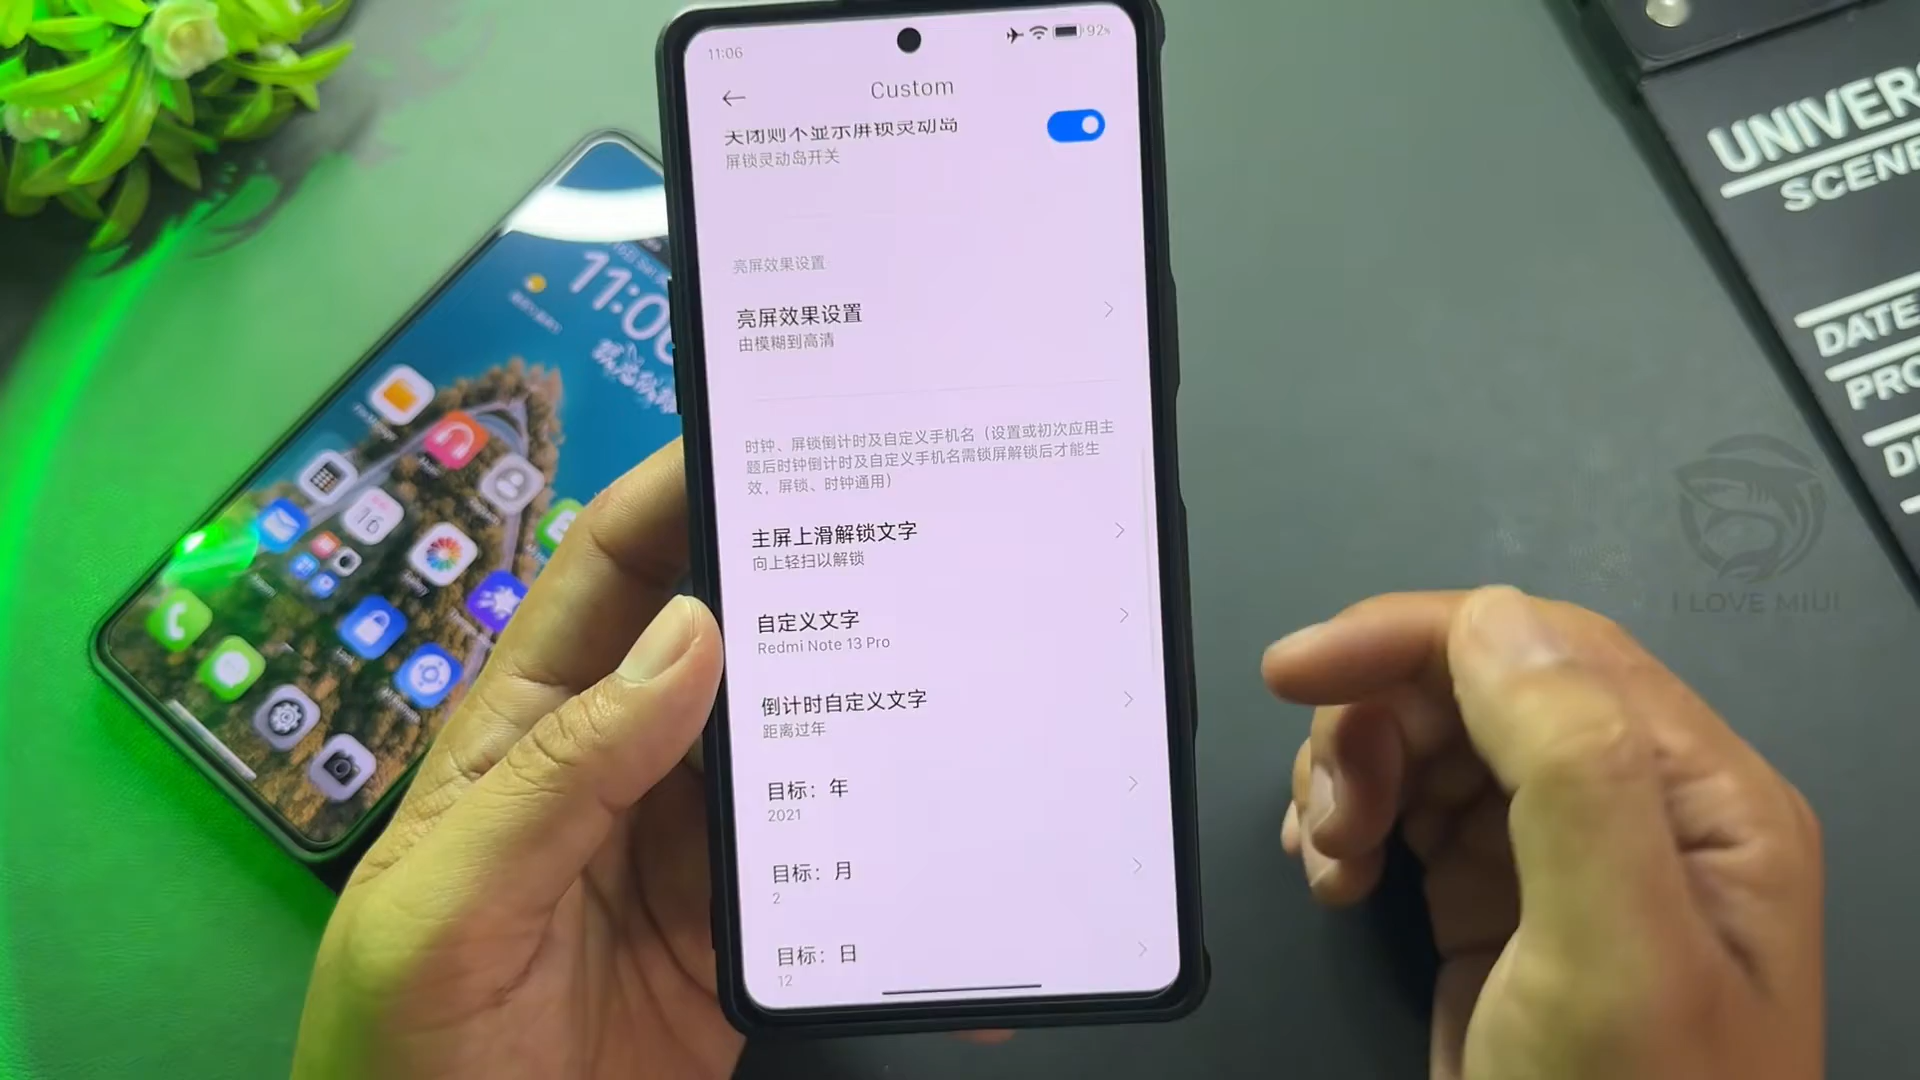 11:06
92%
Custom
关闭则不显示屏锁灵动岛
屏锁灵动岛开关
亮屏效果设置
亮屏效果设置
由模糊到高清
时钟、屏锁倒计时及自定义手机名（设置或初次应用主
题后时钟倒计时及自定义手机名需锁屏解锁后才能生
效，屏锁、时钟通用）
主屏上滑解锁文字
向上轻扫以解锁
自定义文字
Redmi Note 13 Pro
倒计时自定义文字
距离过年
目标：年
2021
目标：月
2
目标：日
12
16
UNIVERS
SCENE
DATE
I LOVE MIUI